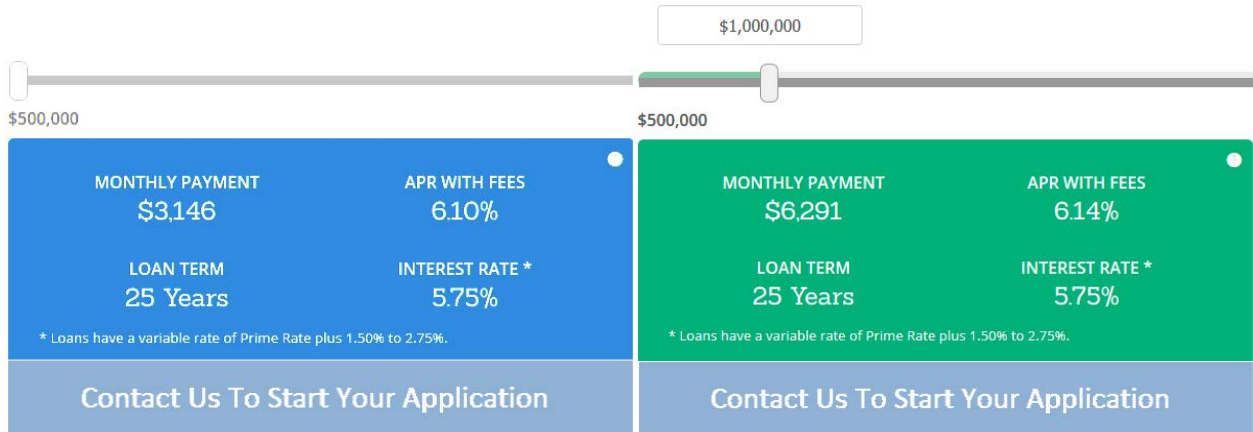 $1,000,000
$500,000
MONTHLY PAYMENT
$3,146
APR WITH FEES
6.10%
LOAN TERM
25 Years
INTEREST RATE *
5.75%
* Loans have a variable rate of Prime Rate plus 1.50% to 2.75%.
Contact Us To Start Your Application
$500,000
MONTHLY PAYMENT
$6,291
APR WITH FEES
6.14%
LOAN TERM
25 Years
INTEREST RATE *
5.75%
* Loans have a variable rate of Prime Rate plus 1.50% to 2.75%.
Contact Us To Start Your Application